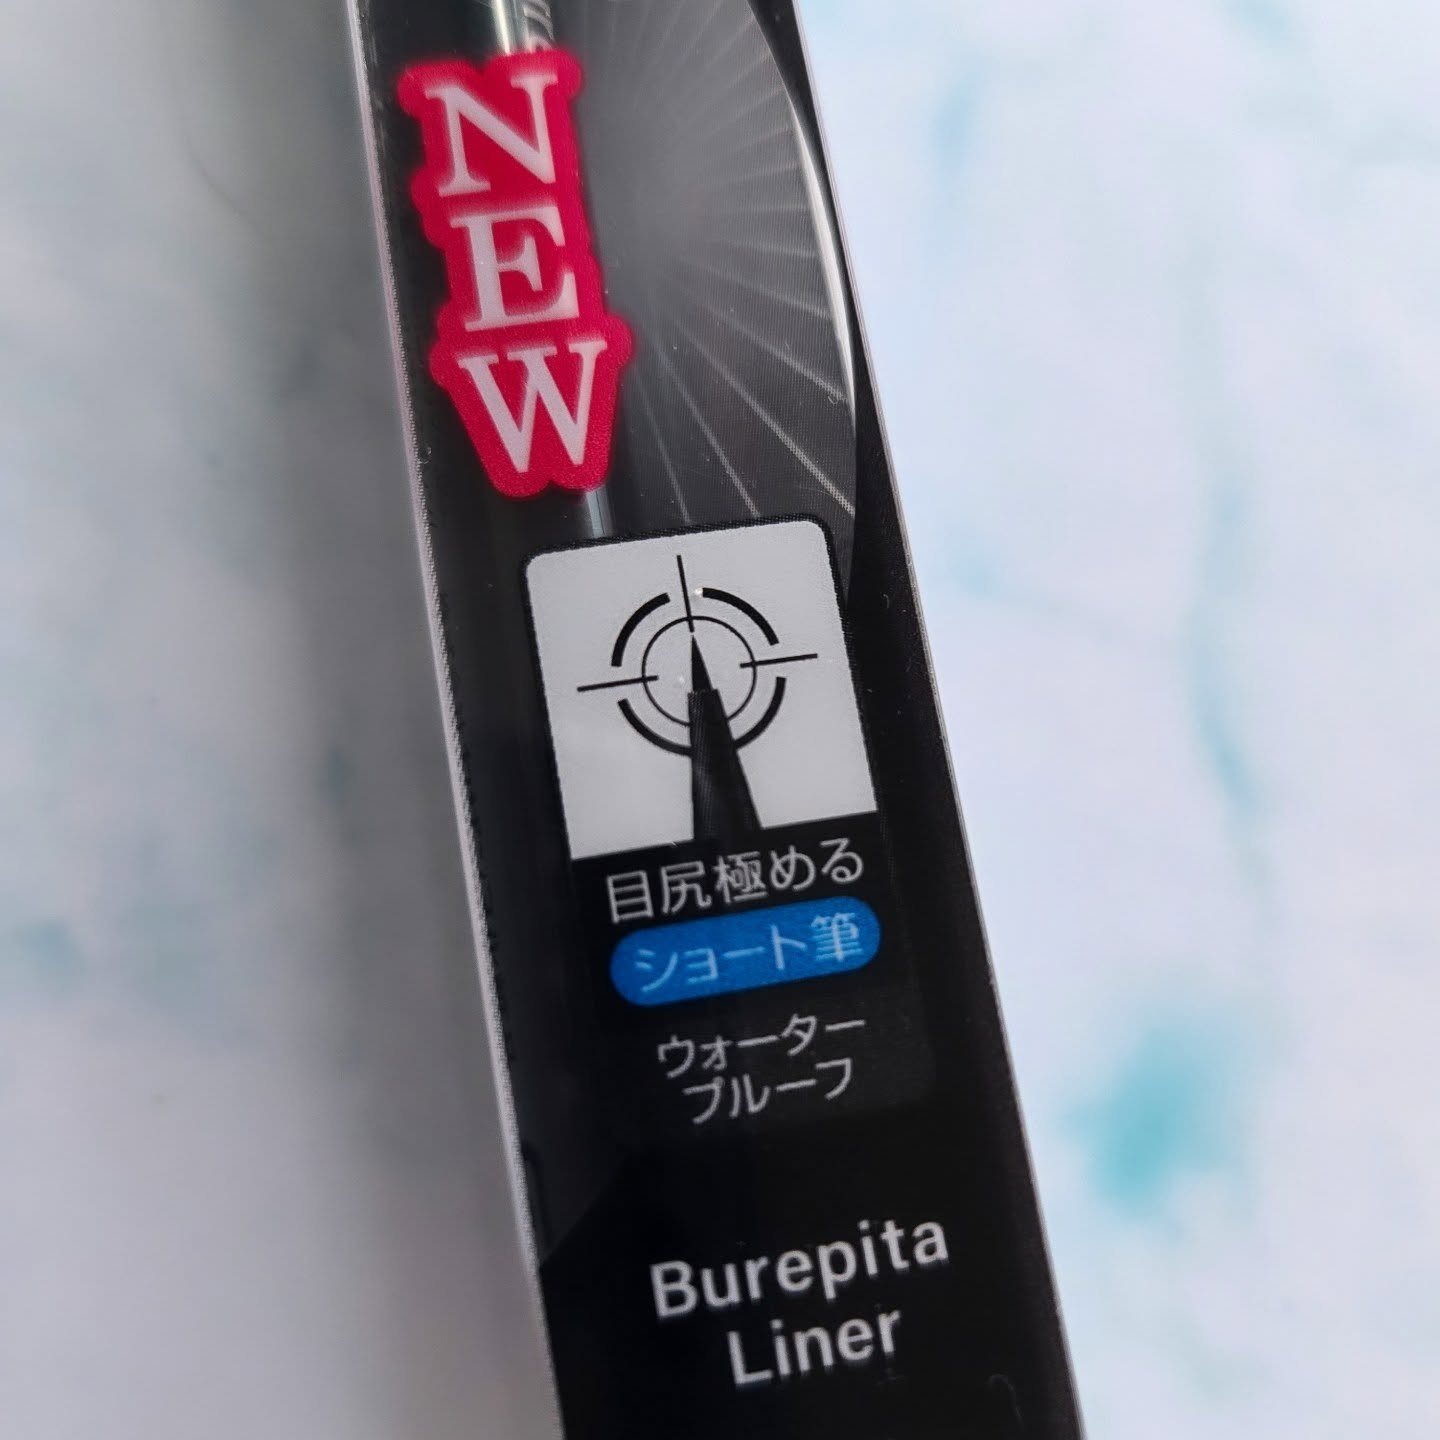 NEW
目尻極める
ショート筆
ウォーター
プルーフ
Burepita
Liner